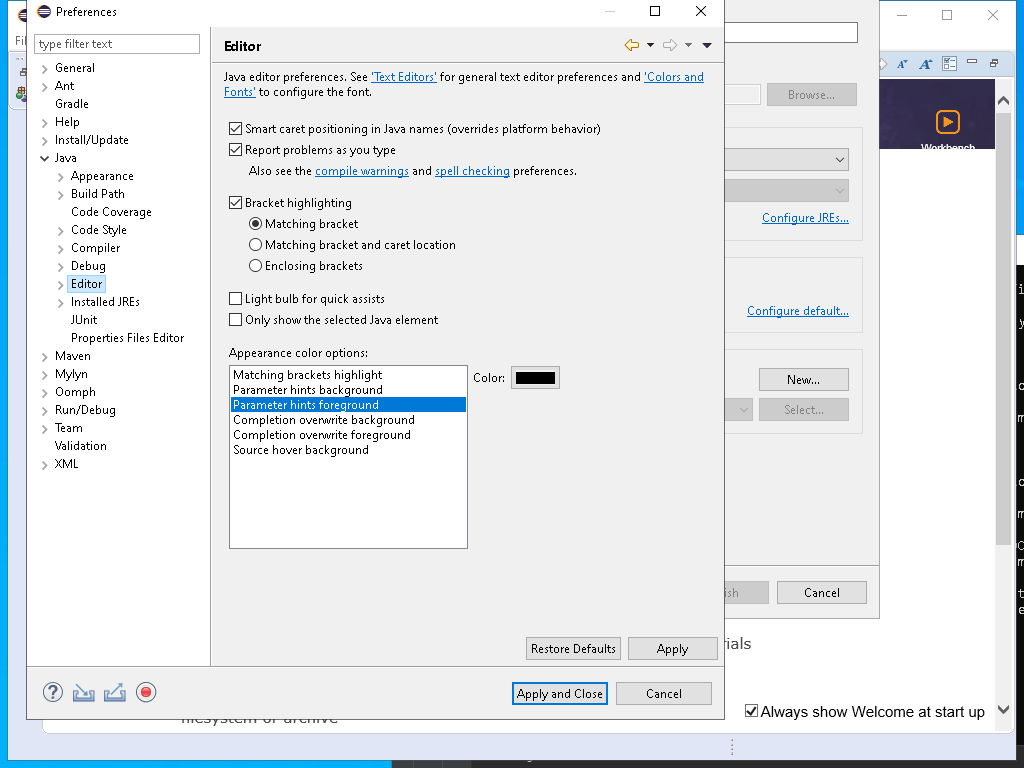 Preferences
type filter text
General
Ant
Gradle
Help
Install/Update
Java
Appearance
Build Path
Code Coverage
Code Style
Compiler
Debug
Editor
Installed JREs
JUnit
Properties Files Editor
Maven
Mylyn
Oomph
Run/Debug
Team
Validation
XML
Editor
Java editor preferences. See 'Text Editors' for general text editor preferences and 'Colors and
Fonts' to configure the font.
Smart caret positioning in Java names (overrides platform behavior)
Report problems as you type
Also see the compile warnings and spell checking preferences.
Bracket highlighting
Matching bracket
Matching bracket and caret location
Enclosing brackets
Light bulb for quick assists
Only show the selected Java element
Appearance color options:
Matching brackets highlight
Parameter hints background
Parameter hints foreground
Completion overwrite background
Completion overwrite foreground
Source hover background
Color:
Restore Defaults
Apply
Apply and Close
Cancel
Browse...
Configure JREs...
Configure default...
New...
Select...
Cancel
Workbench
filesystem or archive
Always show Welcome at start up